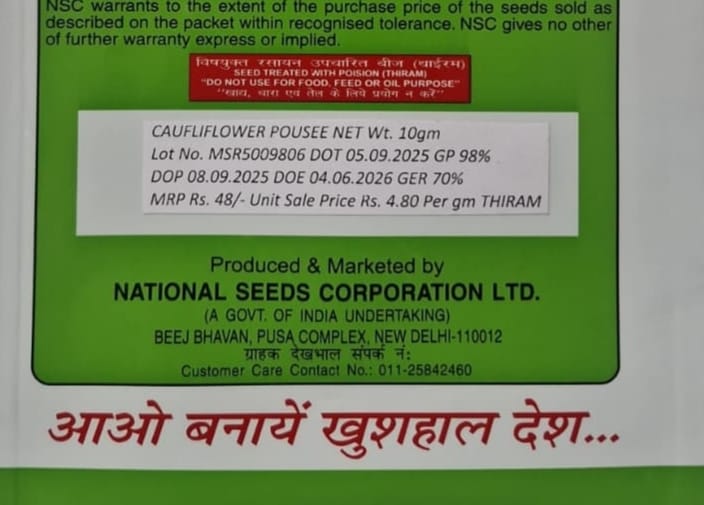 NSC warrants to the extent of the purchase price of the seeds sold as
described on the packet within recognised tolerance. NSC gives no other
of further warranty express or implied.
विषयुक्त रसायन उपचारित बीज (थाईरम)
SEED TREATED WITH POISION (THIRAM)
"DO NOT USE FOR FOOD, FEED OR OIL PURPOSE"
"खाद्य, चारा एवं तेल के लिये प्रयोग न करें"
CAUFLIFLOWER POUSEE NET Wt. 10gm
Lot No. MSR5009806 DOT 05.09.2025 GP 98%
DOP 08.09.2025 DOE 04.06.2026 GER 70%
MRP Rs. 48/- Unit Sale Price Rs. 4.80 Per gm THIRAM
Produced & Marketed by
NATIONAL SEEDS CORPORATION LTD.
(A GOVT. OF INDIA UNDERTAKING)
BEEJ BHAVAN, PUSA COMPLEX, NEW DELHI-110012
ग्राहक देखभाल संपर्क नं:
Customer Care Contact No.: 011-25842460
आओ बनायें खुशहाल देश...